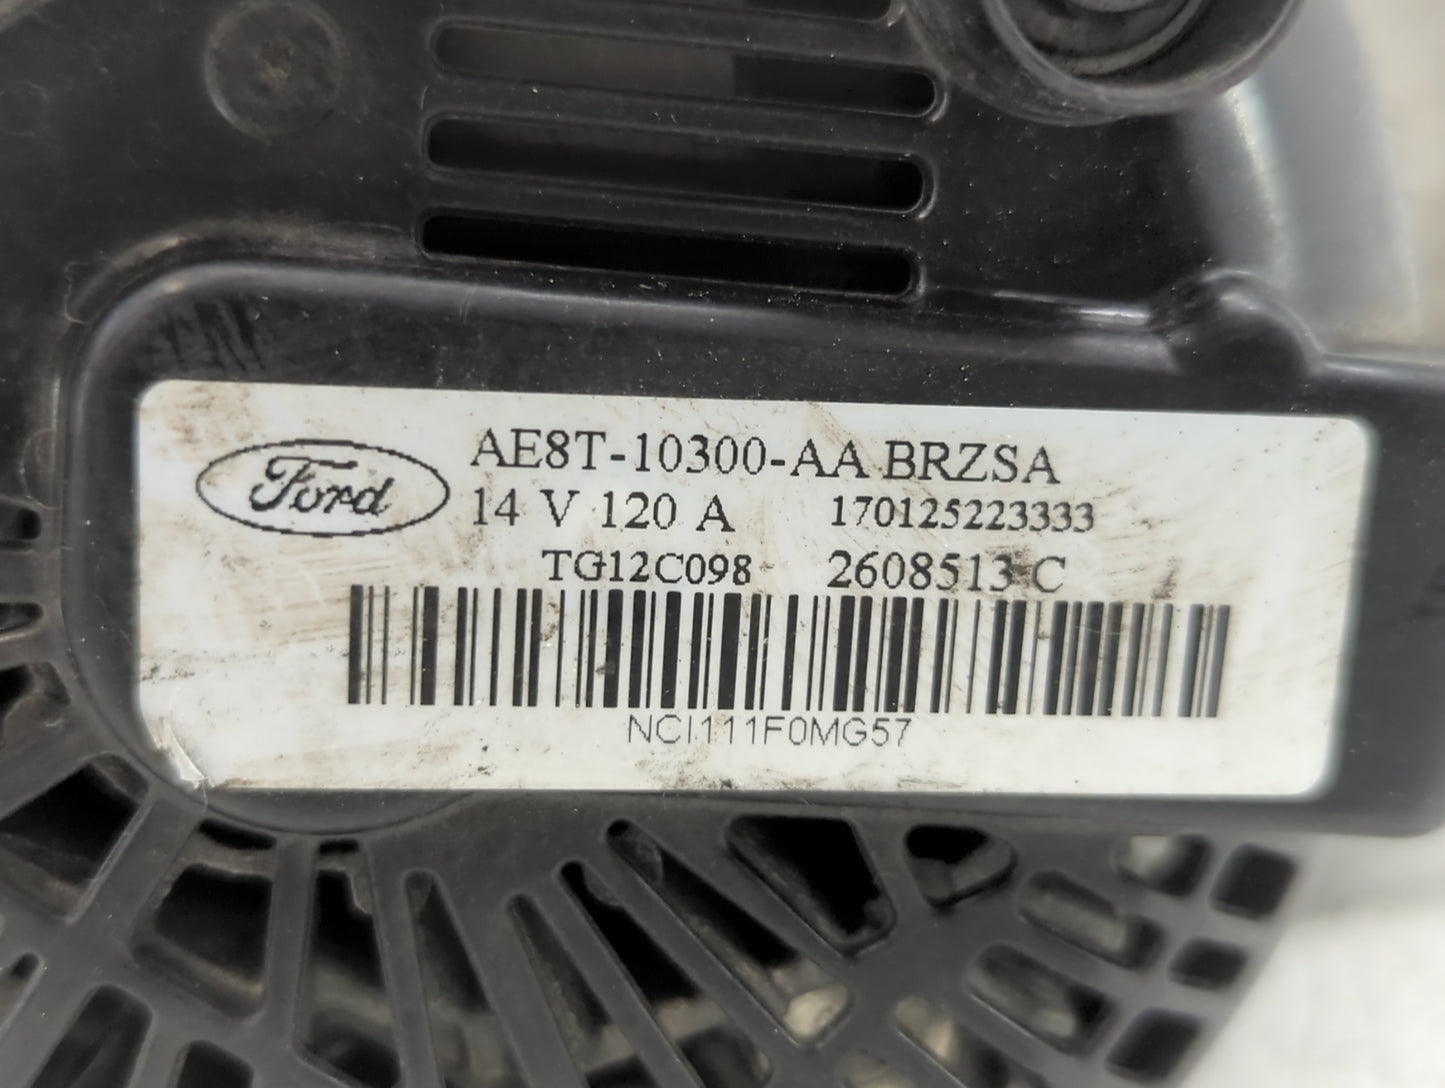 Ford
AE8T-10300-AA BRZSA
14 V 120 A 170125223333
TG12C098 2608513 C
NCI111F0MG57